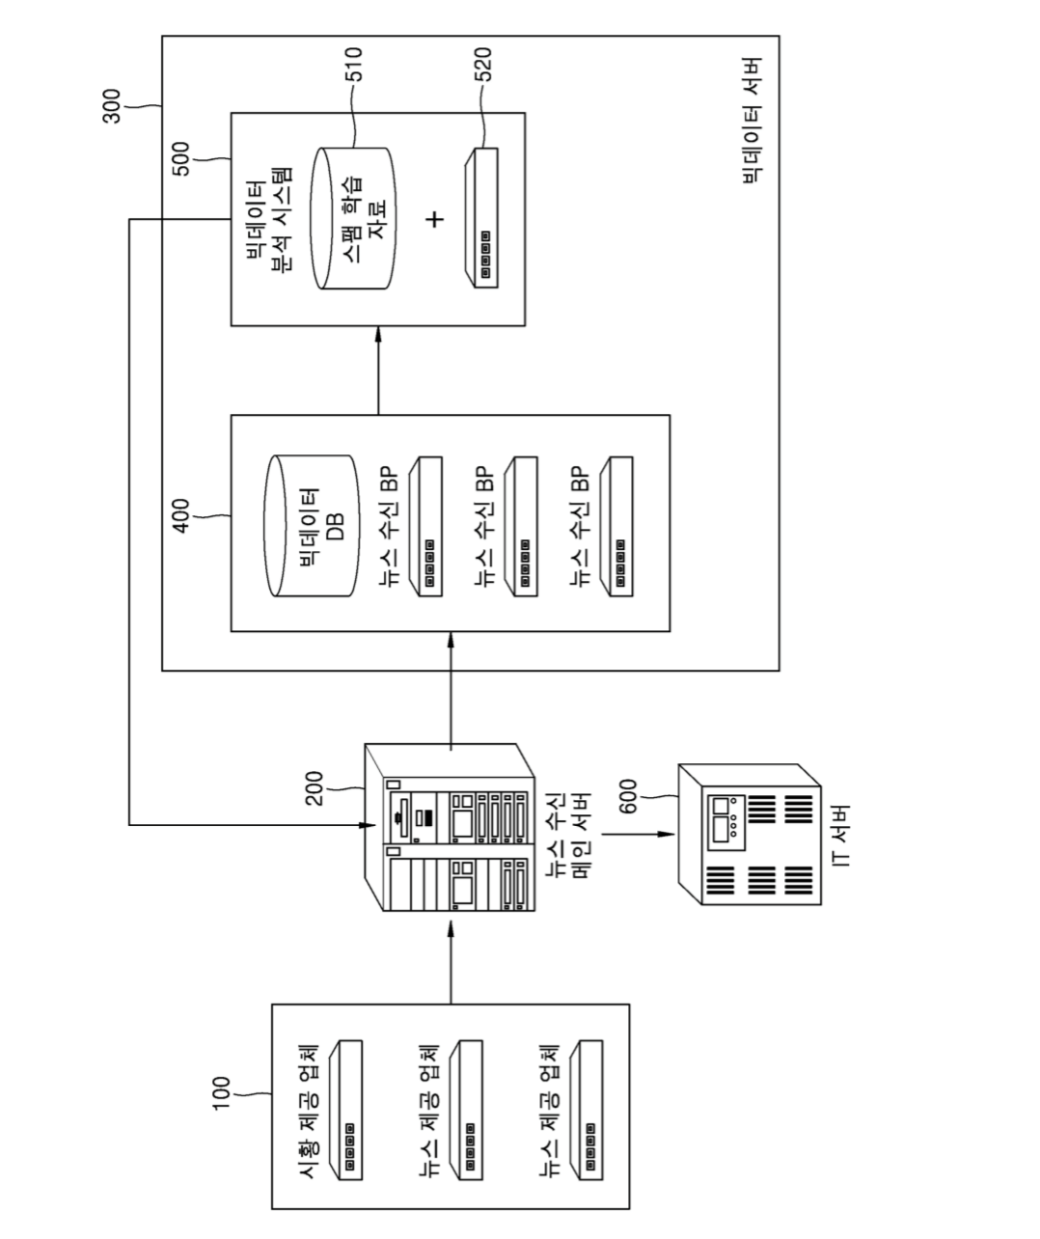 100
시황 제공 업체
뉴스 제공 업체
뉴스 제공 업체
200
뉴스 수신
메인 서버
600
IT 서버
300
400
빅데이터
DB
뉴스 수신 BP
뉴스 수신 BP
뉴스 수신 BP
500
빅데이터
분석 시스템
510
스팸 학습
자료
+
520
빅데이터 서버